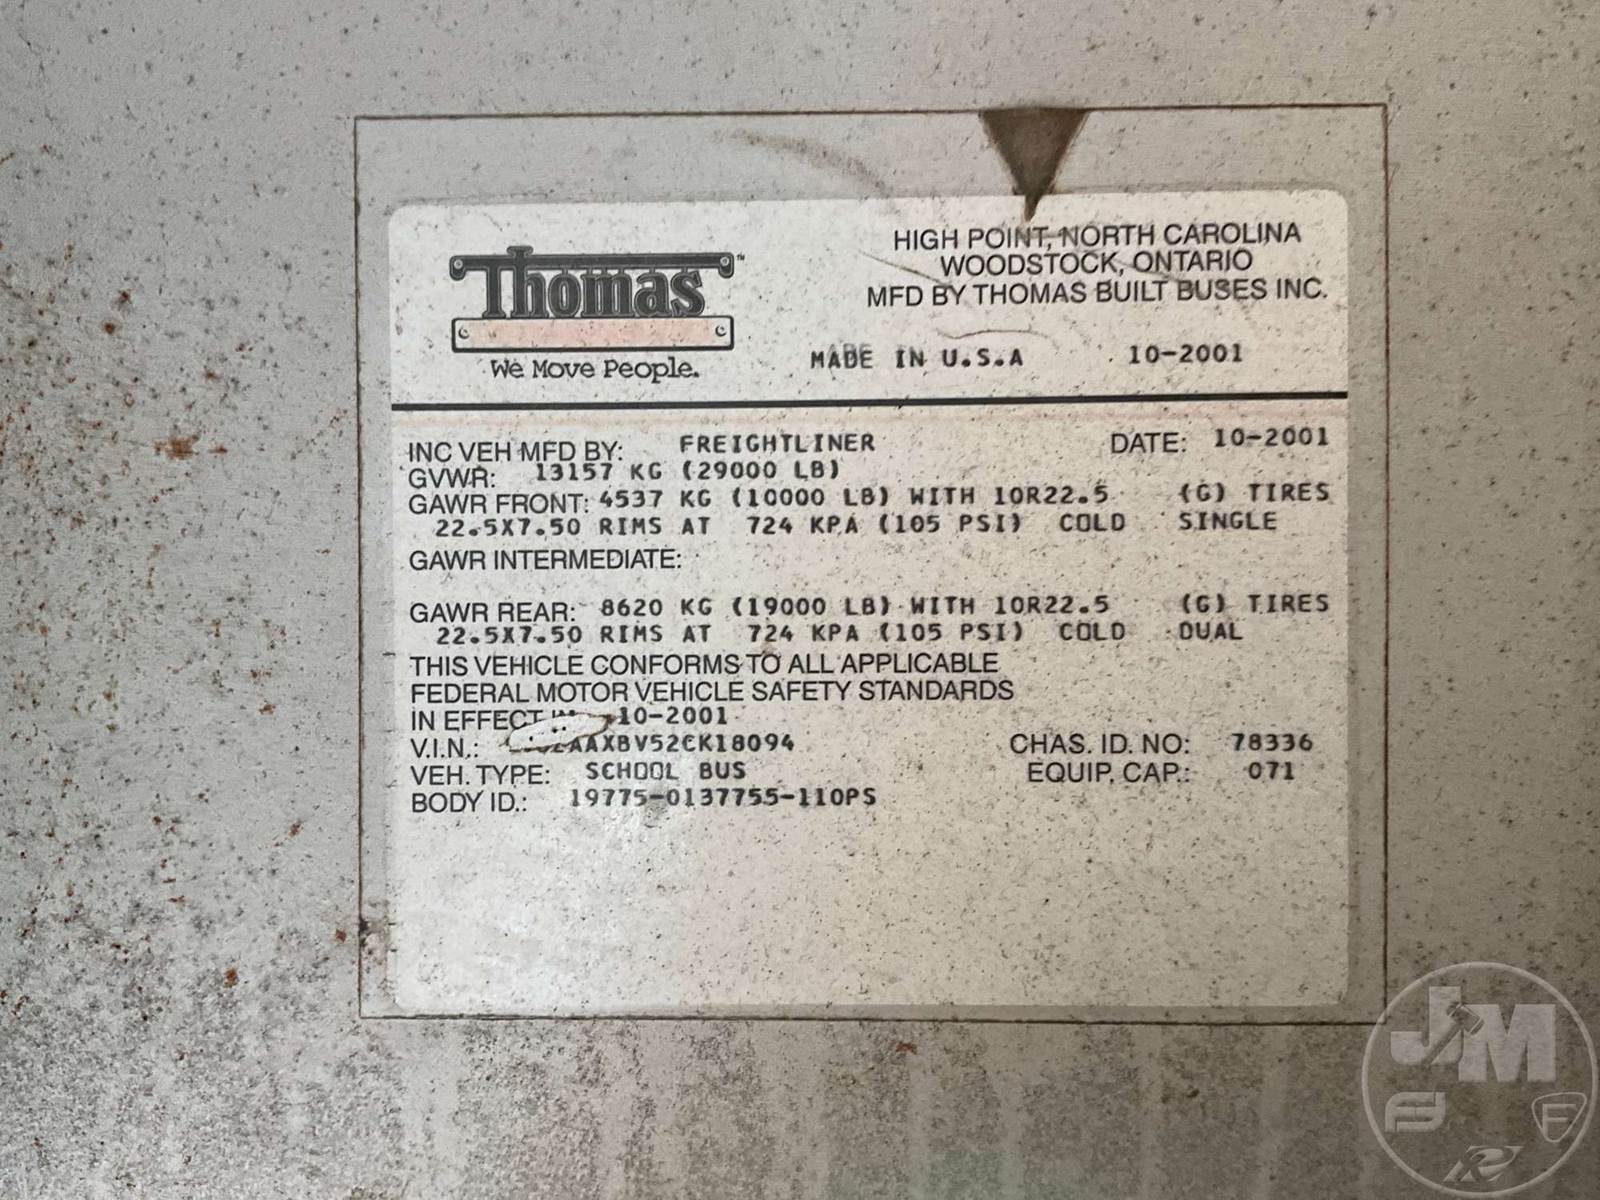 Thomas™
We Move People.
HIGH POINT, NORTH CAROLINA
WOODSTOCK, ONTARIO
MFD BY THOMAS BUILT BUSES INC.
MADE IN U.S.A 10-2001
INC VEH MFD BY: FREIGHTLINER DATE: 10-2001
GVWR: 13157 KG (29000 LB)
GAWR FRONT: 4537 KG (10000 LB) WITH 10R22.5 (G) TIRES
22.5X7.50 RIMS AT 724 KPA (105 PSI) COLD SINGLE
GAWR INTERMEDIATE:
GAWR REAR: 8620 KG (19000 LB) WITH 10R22.5 (G) TIRES
22.5X7.50 RIMS AT 724 KPA (105 PSI) COLD DUAL
THIS VEHICLE CONFORMS TO ALL APPLICABLE
FEDERAL MOTOR VEHICLE SAFETY STANDARDS
IN EFFECT 10-2001
V.I.N.: CHAS. ID. NO: 78336
VEH. TYPE: SCHOOL BUS EQUIP. CAP.: 071
BODY ID.: 19775-0137755-110PS
JM
F